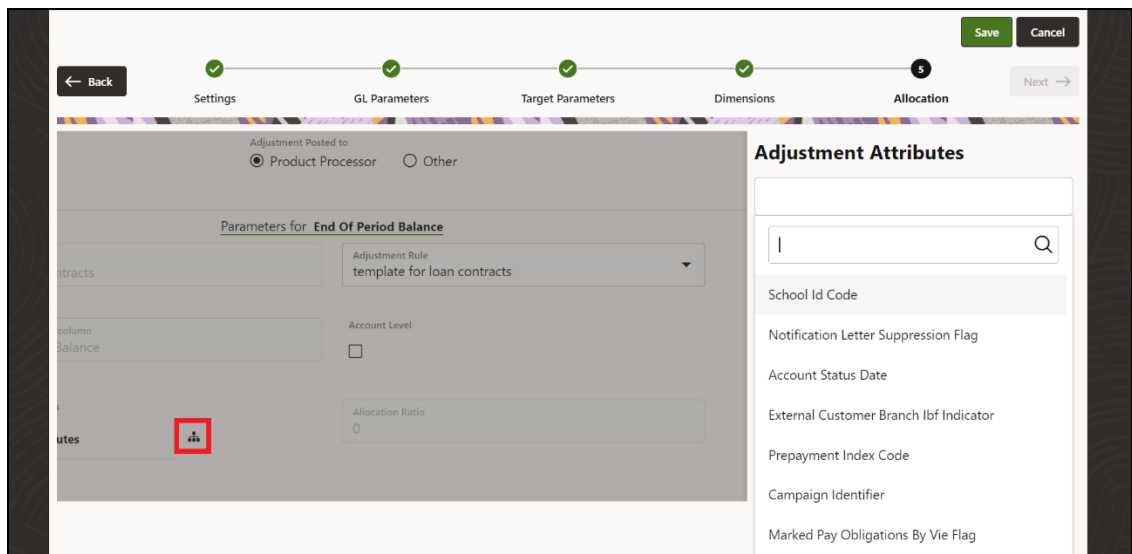 Save
Cancel
← Back
Settings
GL Parameters
Target Parameters
Dimensions
5
Allocation
Next →
Adjustment Posted to
Product Processor
Other
Parameters for End Of Period Balance
ntracts
Adjustment Rule
template for loan contracts
column
Balance
Account Level
s
utes
Allocation Ratio
0
Adjustment Attributes
School Id Code
Notification Letter Suppression Flag
Account Status Date
External Customer Branch Ibf Indicator
Prepayment Index Code
Campaign Identifier
Marked Pay Obligations By Vie Flag